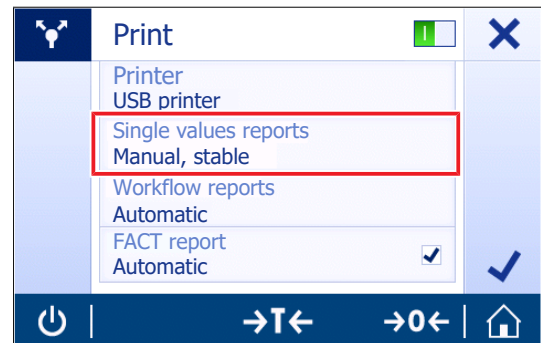 Print
Printer
USB printer
Single values reports
Manual, stable
Workflow reports
Automatic
FACT report
Automatic
→T← →0←